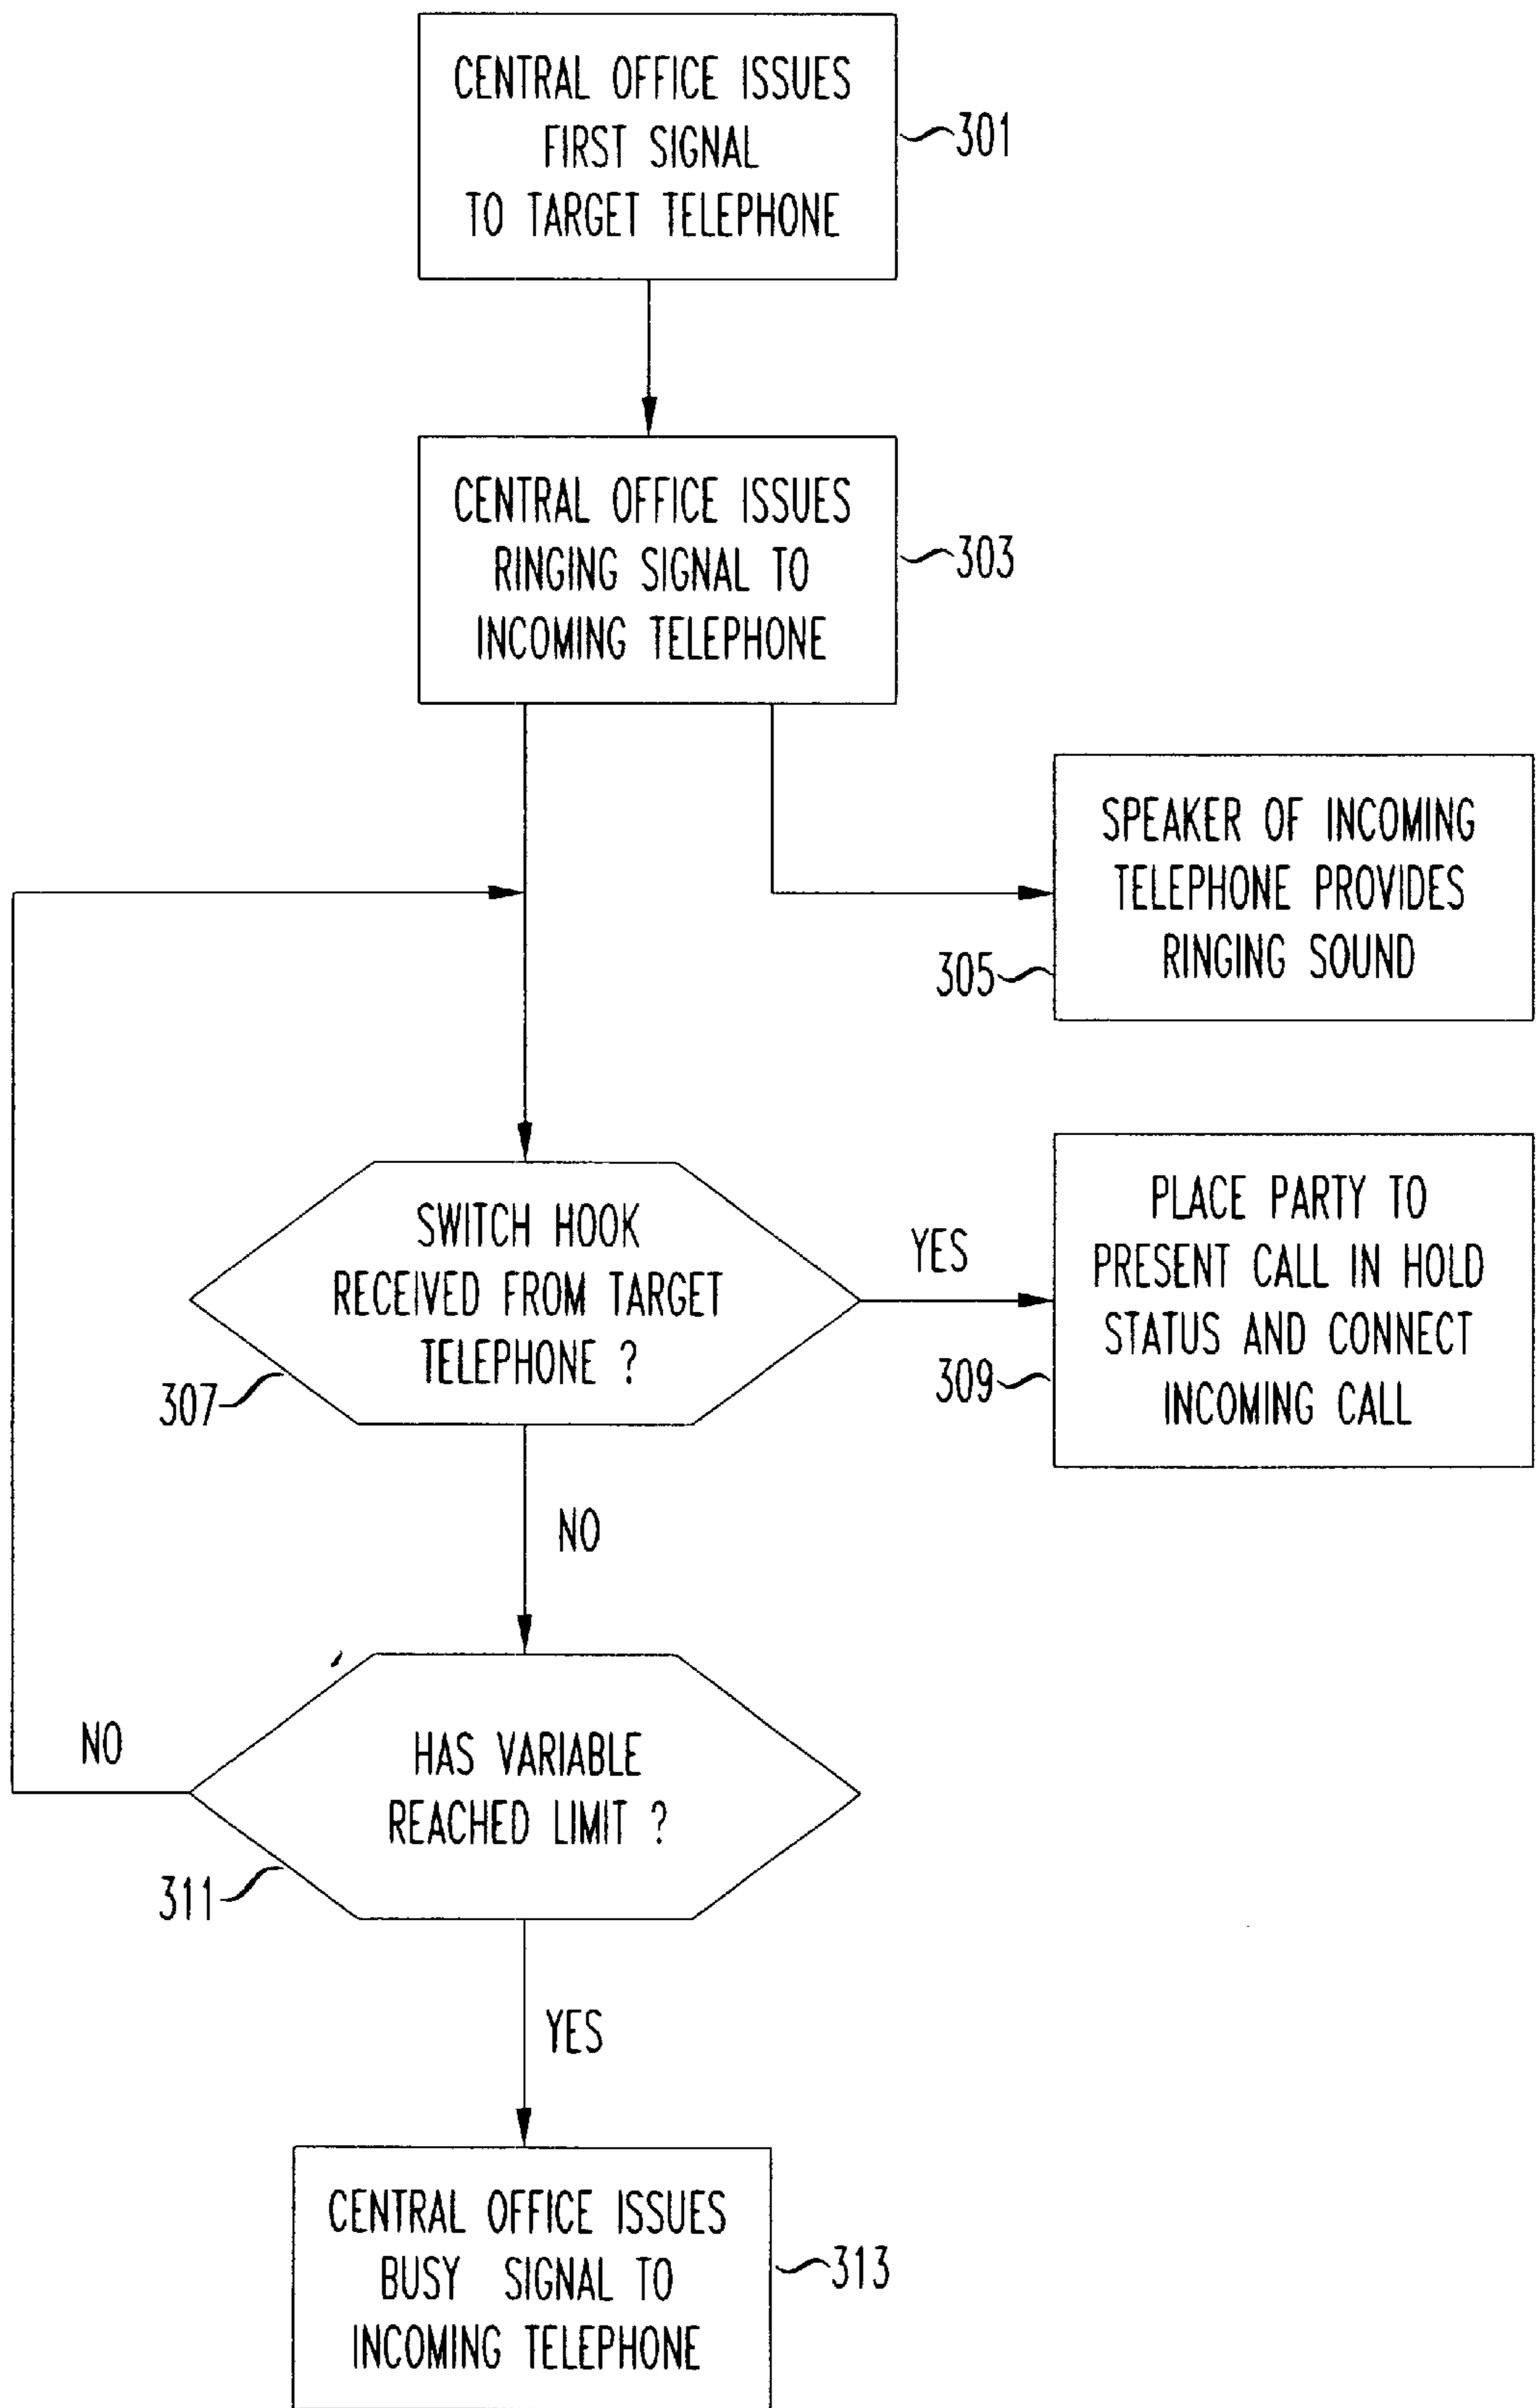 CENTRAL OFFICE ISSUES
FIRST SIGNAL
TO TARGET TELEPHONE
301
CENTRAL OFFICE ISSUES
RINGING SIGNAL TO
INCOMING TELEPHONE
303
SPEAKER OF INCOMING
TELEPHONE PROVIDES
RINGING SOUND
305
SWITCH HOOK
RECEIVED FROM TARGET
TELEPHONE ?
307
YES
PLACE PARTY TO
PRESENT CALL IN HOLD
STATUS AND CONNECT
INCOMING CALL
309
NO
HAS VARIABLE
REACHED LIMIT ?
311
NO
YES
CENTRAL OFFICE ISSUES
BUSY SIGNAL TO
INCOMING TELEPHONE
313